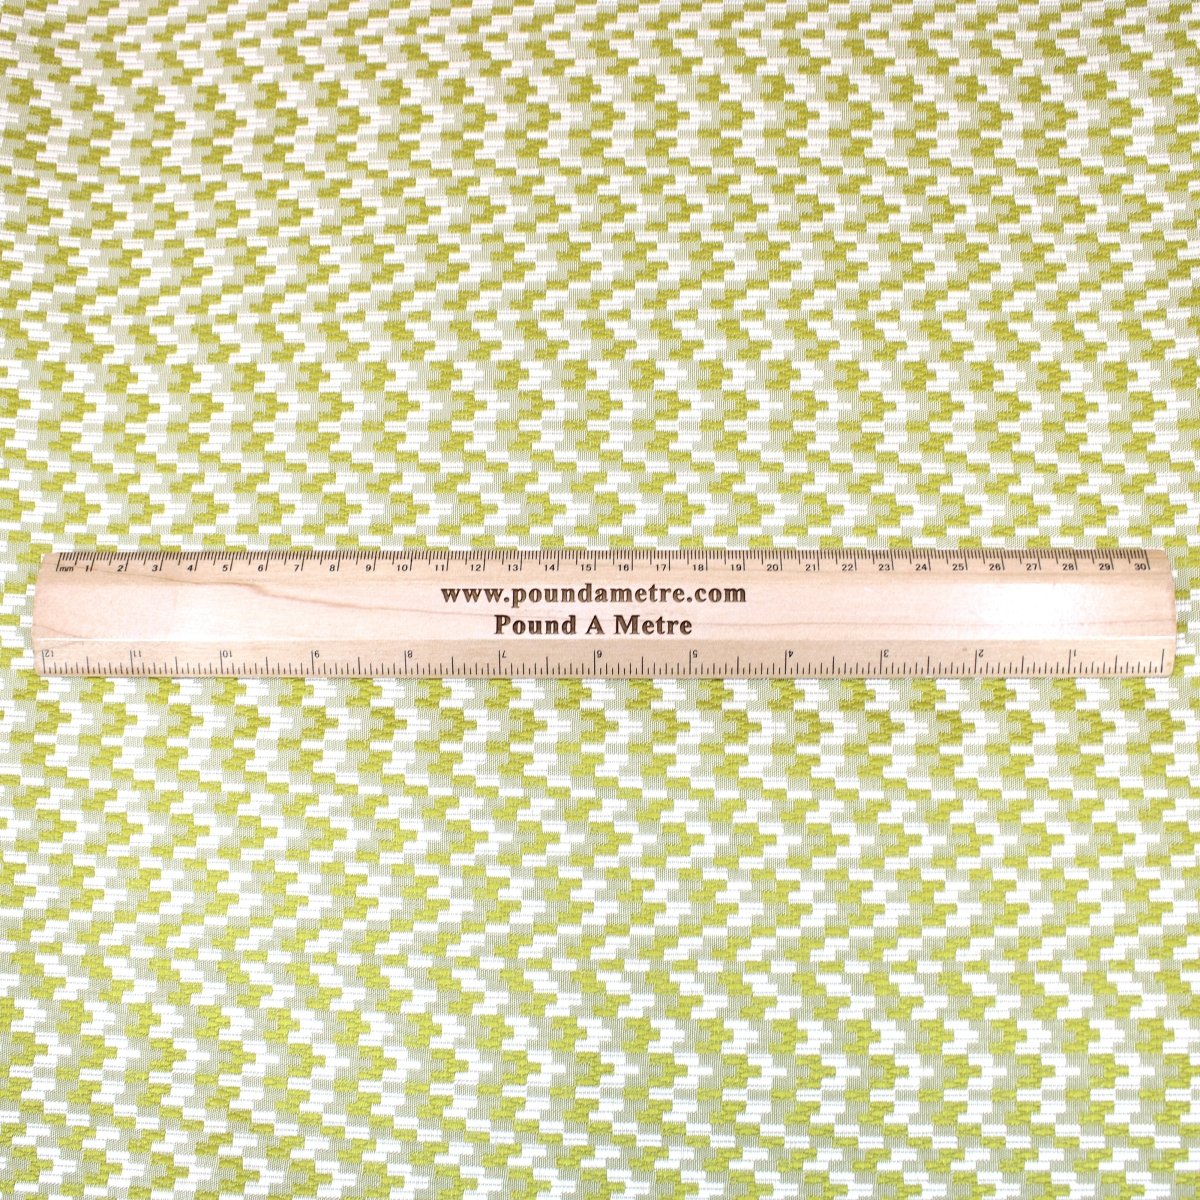 mm 1 2 3 4 5 6 7 8 9 10 11 12 13 14 15 16 17 18 19 20 21 22 23 24 25 26 27 28 29 30
www.poundametre.com
Pound A Metre
12 11 10 9 8 7 6 5 4 3 2 1